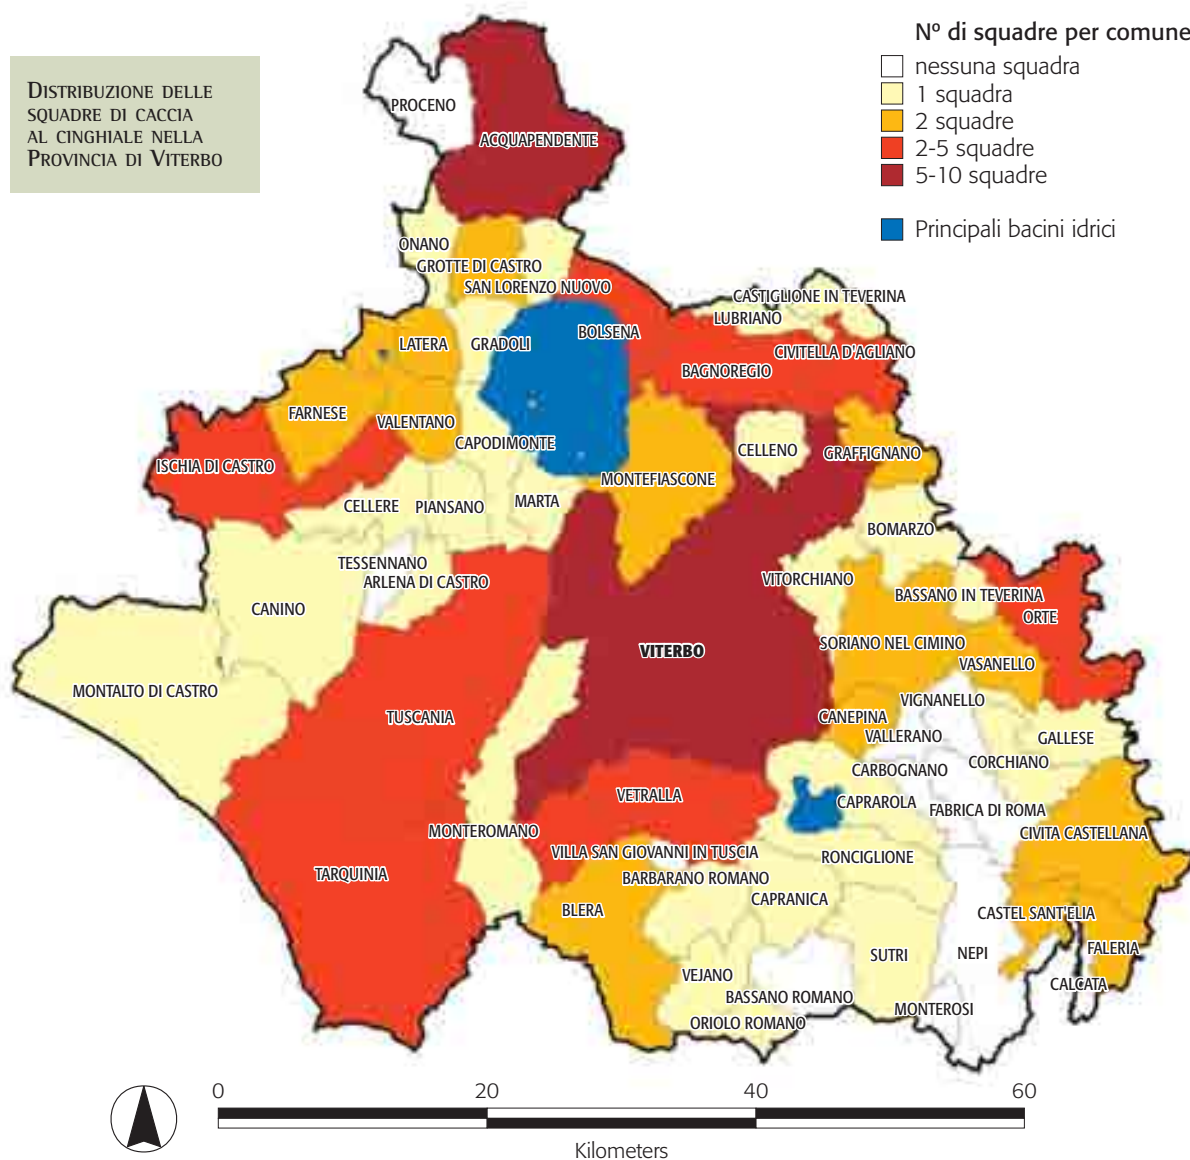 DISTRIBUZIONE DELLE
SQUADRE DI CACCIA
AL CINGHIALE NELLA
PROVINCIA DI VITERBO
Nº di squadre per comune
nessuna squadra
1 squadra
2 squadre
2-5 squadre
5-10 squadre
Principali bacini idrici
PROCENO
ACQUAPENDENTE
ONANO
GROTTE DI CASTRO
SAN LORENZO NUOVO
CASTIGLIONE IN TEVERINA
LUBRIANO
BOLSENA
LATERA
GRADOLI
CIVITELLA D'AGLIANO
BAGNOREGIO
FARNESE
VALENTANO
CAPODIMONTE
CELLENO
GRAFFIGNANO
ISCHIA DI CASTRO
MONTEFIASCONE
CELLERE
PIANSANO
MARTA
BOMARZO
TESSENNANO
ARLENA DI CASTRO
VITORCHIANO
BASSANO IN TEVERINA
CANINO
ORTE
SORIANO NEL CIMINO
VITERBO
VASANELLO
MONTALTO DI CASTRO
VIGNANELLO
TUSCANIA
CANEPINA
VALLERANO
GALLESE
CORCHIANO
CARBOGNANO
VETRALLA
CAPRAROLA
FABRICA DI ROMA
MONTEROMANO
CIVITA CASTELLANA
VILLA SAN GIOVANNI IN TUSCIA
RONCIGLIONE
TARQUINIA
BARBARANO ROMANO
CAPRANICA
BLERA
CASTEL SANT'ELIA
FALERIA
SUTRI
NEPI
VEJANO
CALCATA
BASSANO ROMANO
MONTEROSI
ORIOLO ROMANO
0 20 40 60
Kilometers